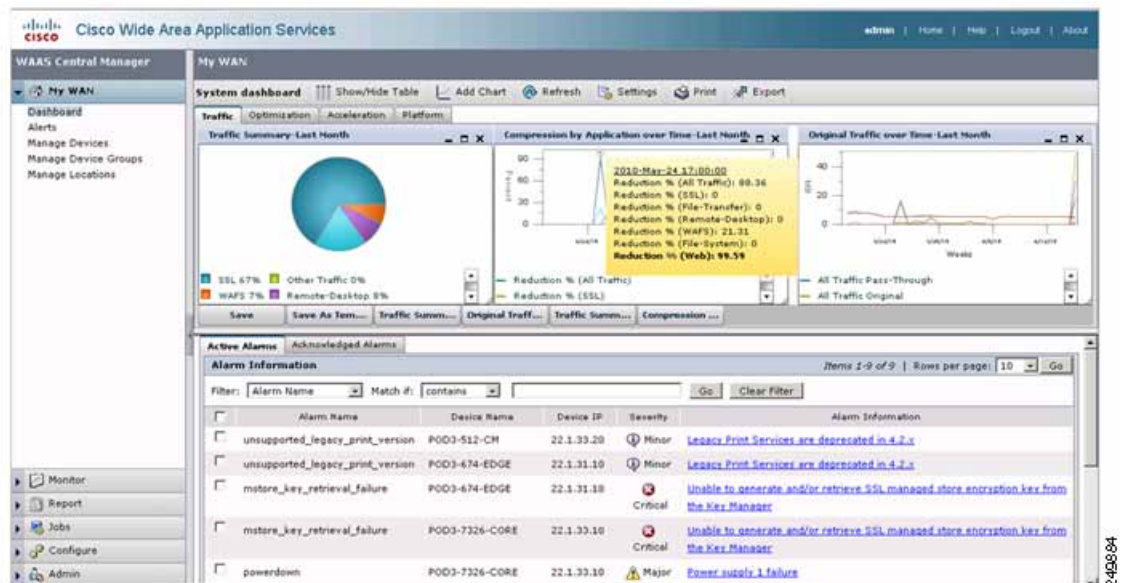 cisco Cisco Wide Area Application Services
admin | Home | Help | Logout | About
WAAS Central Manager
My WAN
Dashboard
Alerts
Manage Devices
Manage Device Groups
Manage Locations
Monitor
Report
Jobs
Configure
Admin
My WAN
System dashboard Show/Hide Table Add Chart Refresh Settings Print Export
Traffic Optimization Acceleration Platform
Traffic Summary-Last Month
SSL 67% Other Traffic 0%
WAFS 7% Remote-Desktop 8%
Compression by Application over Time-Last Month
90
60
30
0
2010-May-24 17:00:00
Reduction % (All Traffic): 88.36
Reduction % (SSL): 0
Reduction % (File-Transfer): 0
Reduction % (Remote-Desktop): 0
Reduction % (WAFS): 21.31
Reduction % (File-System): 0
Reduction % (Web): 99.59
Reduction % (All Traffic)
Reduction % (SSL)
Original Traffic over Time-Last Month
40
20
0
Weeks
All Traffic Pass-Through
All Traffic Original
Save Save As Tem... Traffic Summ... Original Traff... Traffic Summ... Compression ...
Active Alarms Acknowledged Alarms
Alarm Information Items 1-9 of 9 | Rows per page: 10 Go
Filter: Alarm Name Match if: contains Go Clear Filter
Alarm Name Device Name Device IP Severity Alarm Information
unsupported_legacy_print_version POD3-512-CM 22.1.33.20 Minor Legacy Print Services are deprecated in 4.2.x
unsupported_legacy_print_version POD3-674-EDGE 22.1.31.10 Minor Legacy Print Services are deprecated in 4.2.x
mstore_key_retrieval_failure POD3-674-EDGE 22.1.31.10 Critical Unable to generate and/or retrieve SSL managed store encryption key from
the Key Manager
mstore_key_retrieval_failure POD3-7326-CORE 22.1.33.10 Critical Unable to generate and/or retrieve SSL managed store encryption key from
the Key Manager
powerdown POD3-7326-CORE 22.1.33.10 Major Power supply 1 failure
249884